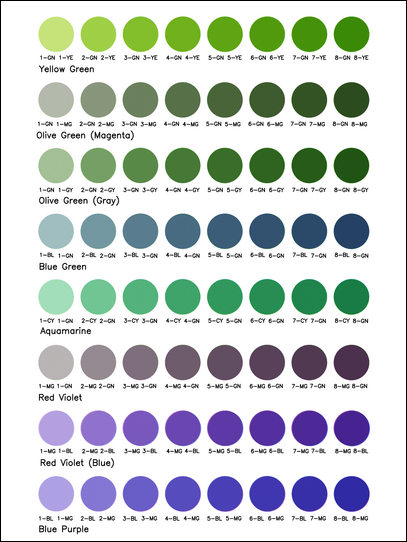 1-GN 1-YE 2-GN 2-YE 3-GN 3-YE 4-GN 4-YE 5-GN 5-YE 6-GN 6-YE 7-GN 7-YE 8-GN 8-YE
Yellow Green
1-GN 1-MG 2-GN 2-MG 3-GN 3-MG 4-GN 4-MG 5-GN 5-MG 6-GN 6-MG 7-GN 7-MG 8-GN 8-MG
Olive Green (Magenta)
1-GN 1-GY 2-GN 2-GY 3-GN 3-GY 4-GN 4-GY 5-GN 5-GY 6-GN 6-GY 7-GN 7-GY 8-GN 8-GY
Olive Green (Gray)
1-BL 1-GN 2-BL 2-GN 3-BL 3-GN 4-BL 4-GN 5-BL 5-GN 6-BL 6-GN 7-BL 7-GN 8-BL 8-GN
Blue Green
1-CY 1-GN 2-CY 2-GN 3-CY 3-GN 4-CY 4-GN 5-CY 5-GN 6-CY 6-GN 7-CY 7-GN 8-CY 8-GN
Aquamarine
1-MG 1-GN 2-MG 2-GN 3-MG 3-GN 4-MG 4-GN 5-MG 5-GN 6-MG 6-GN 7-MG 7-GN 8-MG 8-GN
Red Violet
1-MG 1-BL 2-MG 2-BL 3-MG 3-BL 4-MG 4-BL 5-MG 5-BL 6-MG 6-BL 7-MG 7-BL 8-MG 8-BL
Red Violet (Blue)
1-BL 1-MG 2-BL 2-MG 3-BL 3-MG 4-BL 4-MG 5-BL 5-MG 6-BL 6-MG 7-BL 7-MG 8-BL 8-MG
Blue Purple